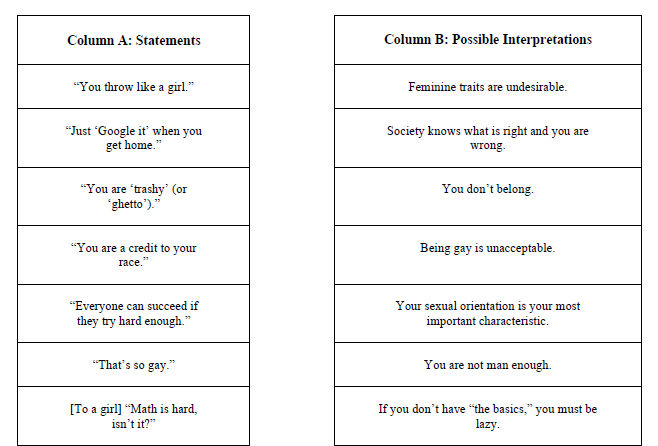 Column A: Statements
“You throw like a girl.”
“Just ‘Google it’ when you
get home.”
“You are ‘trashy’ (or
‘ghetto’).”
“You are a credit to your
race.”
“Everyone can succeed if
they try hard enough.”
“That’s so gay.”
[To a girl] “Math is hard,
isn’t it?”
Column B: Possible Interpretations
Feminine traits are undesirable.
Society knows what is right and you are
wrong.
You don’t belong.
Being gay is unacceptable.
Your sexual orientation is your most
important characteristic.
You are not man enough.
If you don’t have “the basics,” you must be
lazy.